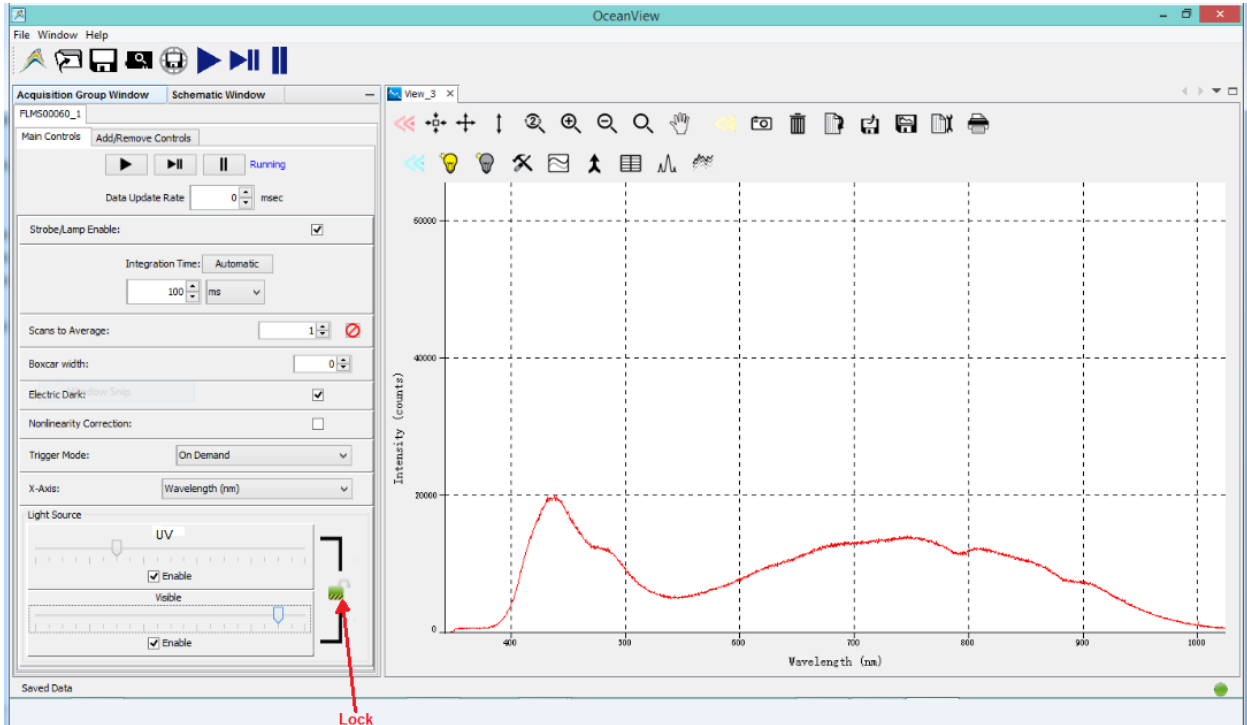 OceanView
File Window Help
Acquisition Group Window Schematic Window
FLMS00060_1
Main Controls Add/Remove Controls
Running
Data Update Rate 0 msec
Strobe/Lamp Enable:
Integration Time: Automatic
100 ms
Scans to Average: 1
Boxcar width: 0
Electric Dark: Window Snip
Nonlinearity Correction:
Trigger Mode: On Demand
X-Axis: Wavelength (nm)
Light Source
UV
Enable
Visible
Enable
Saved Data
Lock
View_3 X
2
60000
40000
20000
0
Intensity (counts)
400 500 600 700 800 900 1000
Wavelength (nm)